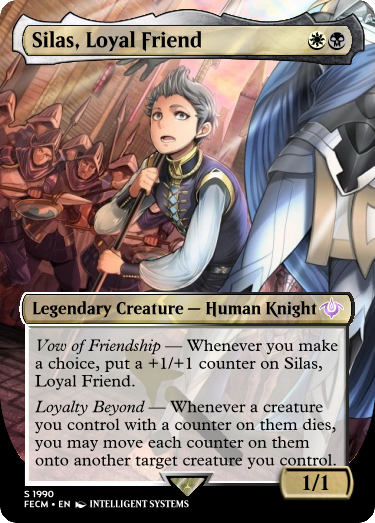 Silas, Loyal Friend
Legendary Creature — Human Knight
Vow of Friendship — Whenever you make
a choice, put a +1/+1 counter on Silas,
Loyal Friend.
Loyalty Beyond — Whenever a creature
you control with a counter on them dies,
you may move each counter on them
onto another target creature you control.
1/1
S 1990
FECM • EN INTELLIGENT SYSTEMS